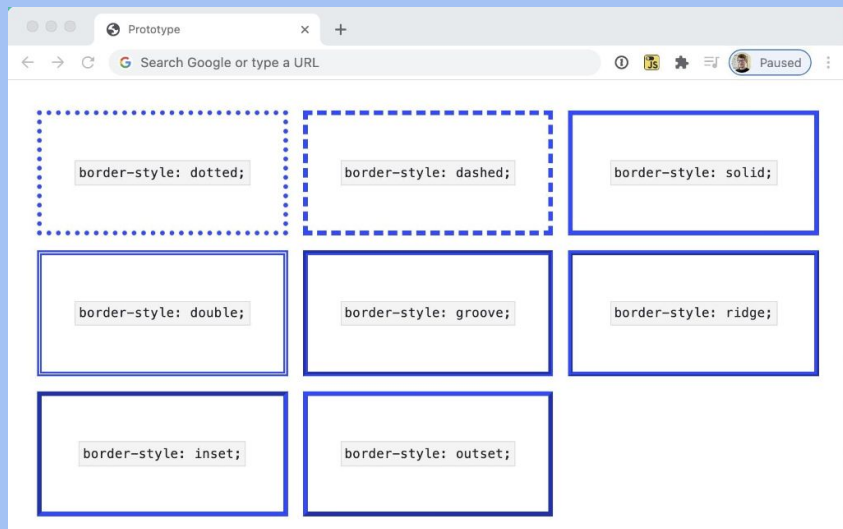 Prototype
Search Google or type a URL
JS
Paused
border-style: dotted;
border-style: dashed;
border-style: solid;
border-style: double;
border-style: groove;
border-style: ridge;
border-style: inset;
border-style: outset;